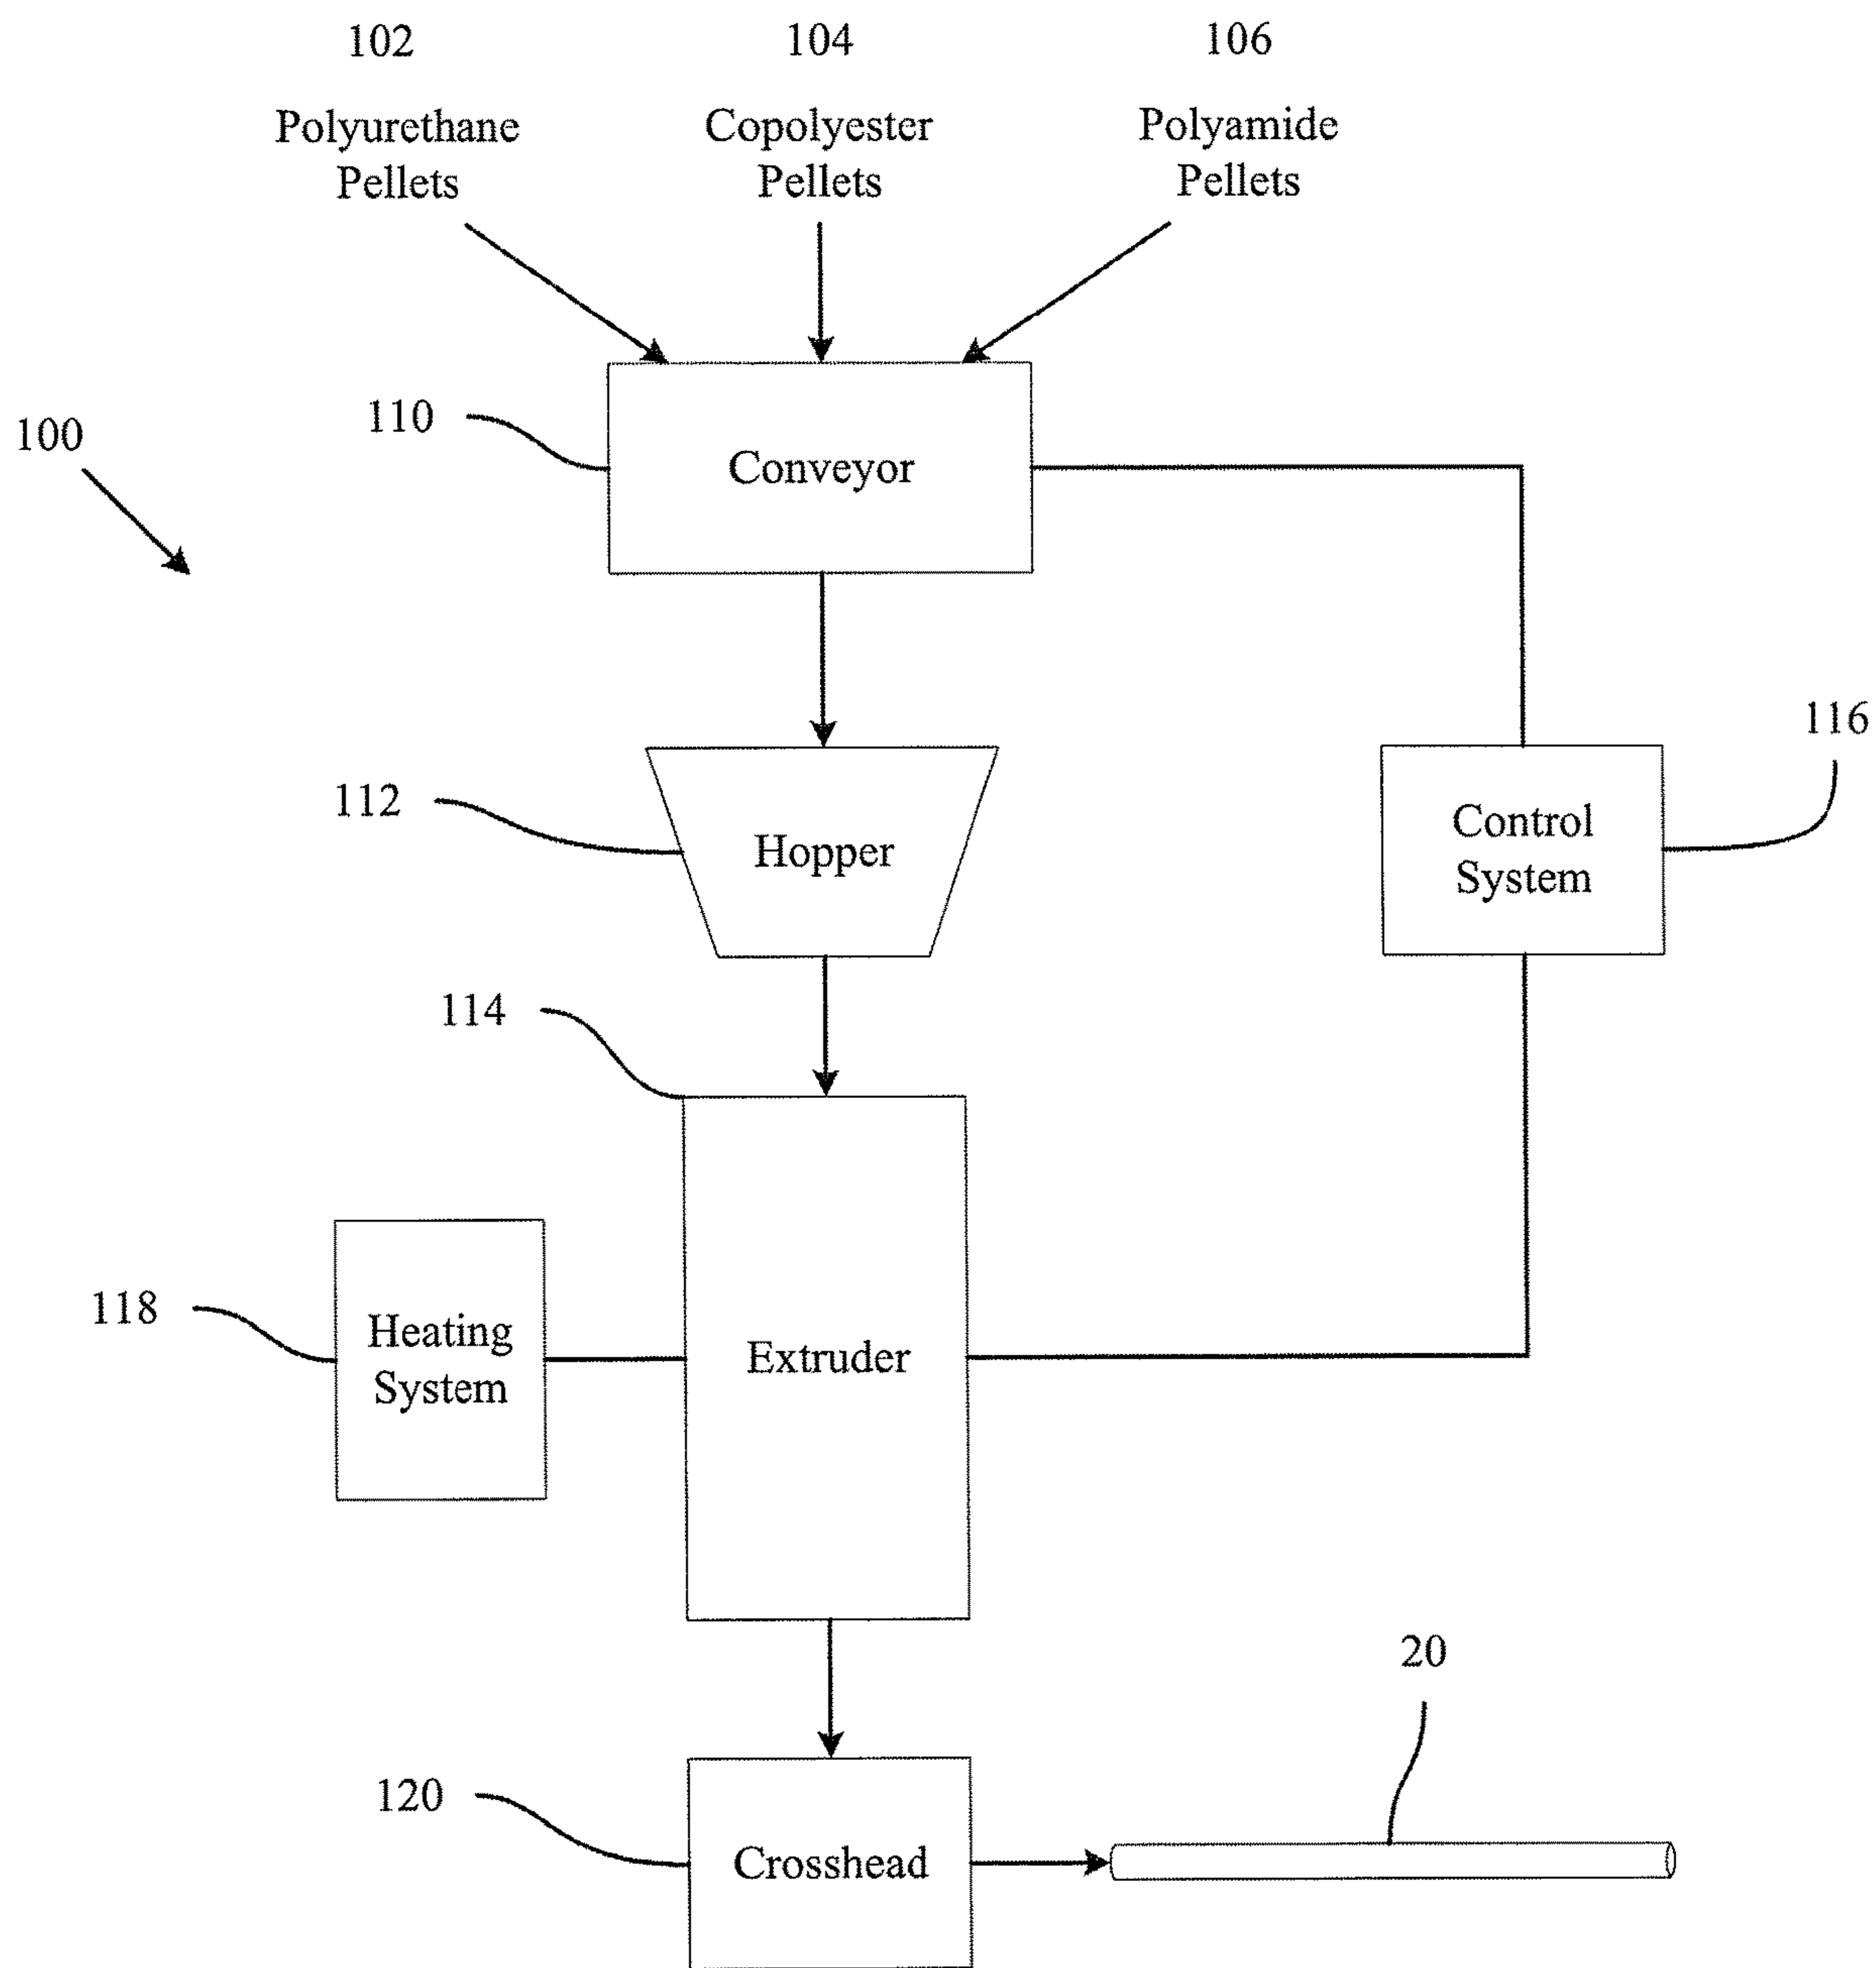 102
104
106
Polyurethane
Pellets
Copolyester
Pellets
Polyamide
Pellets
110
100
Conveyor
116
112
Hopper
Control
System
114
118
Heating
System
Extruder
20
120
Crosshead